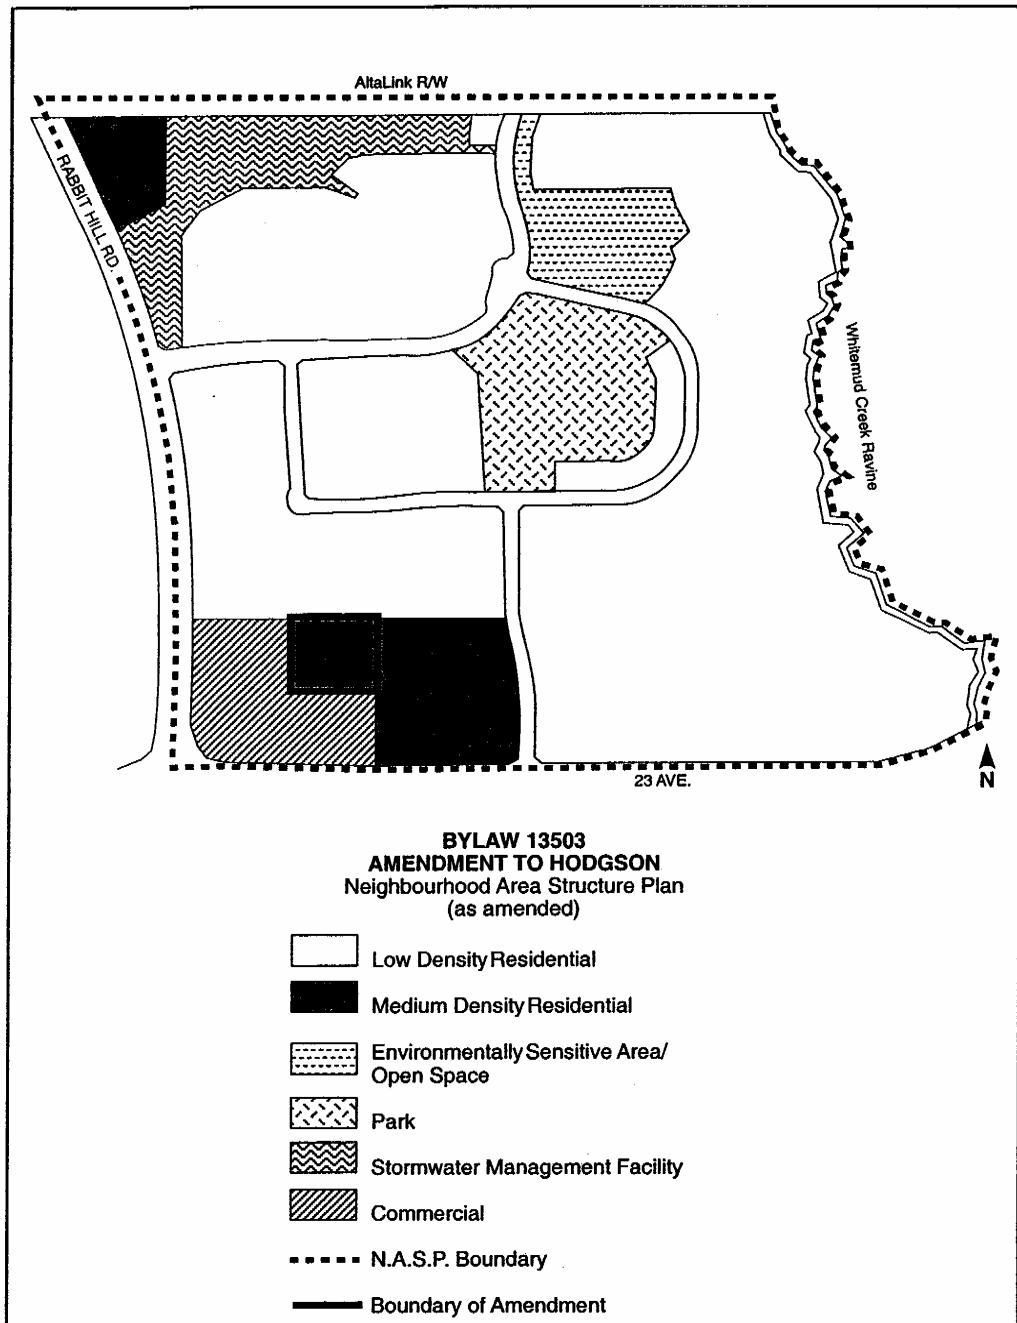 AltaLink R/W
RABBIT HILL RD.
Whitemud Creek Ravine
23 AVE.
N
BYLAW 13503
AMENDMENT TO HODGSON
Neighbourhood Area Structure Plan
(as amended)
Low Density Residential
Medium Density Residential
Environmentally Sensitive Area/
Open Space
Park
Stormwater Management Facility
Commercial
N.A.S.P. Boundary
Boundary of Amendment